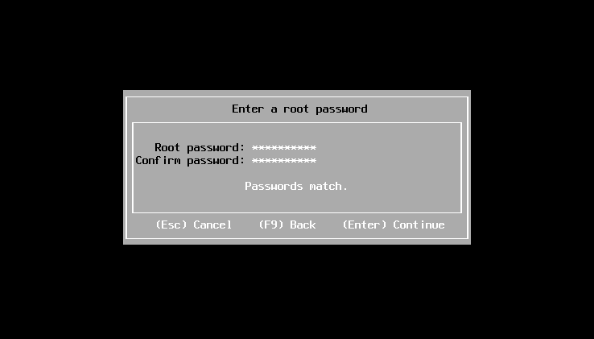 Enter a root password
Root password: **********
Confirm password: **********
Passwords match.
(Esc) Cancel (F9) Back (Enter) Continue